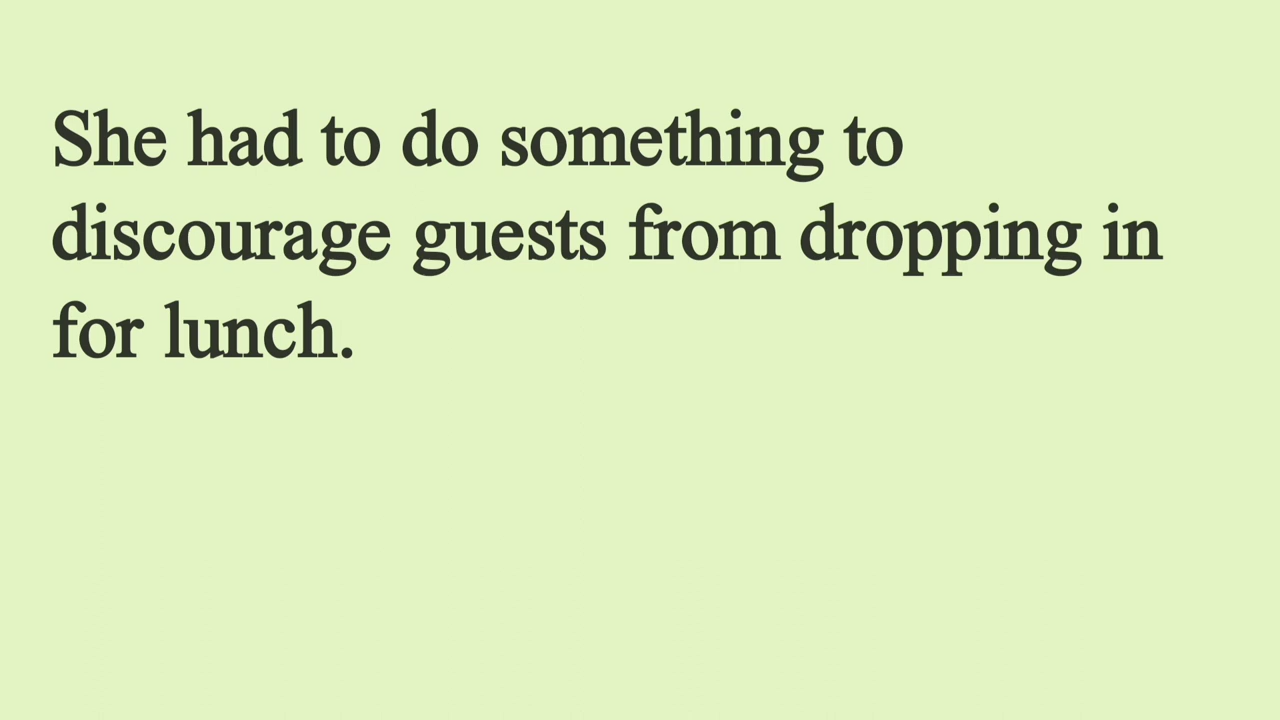 She had to do something to
discourage guests from dropping in
for lunch.